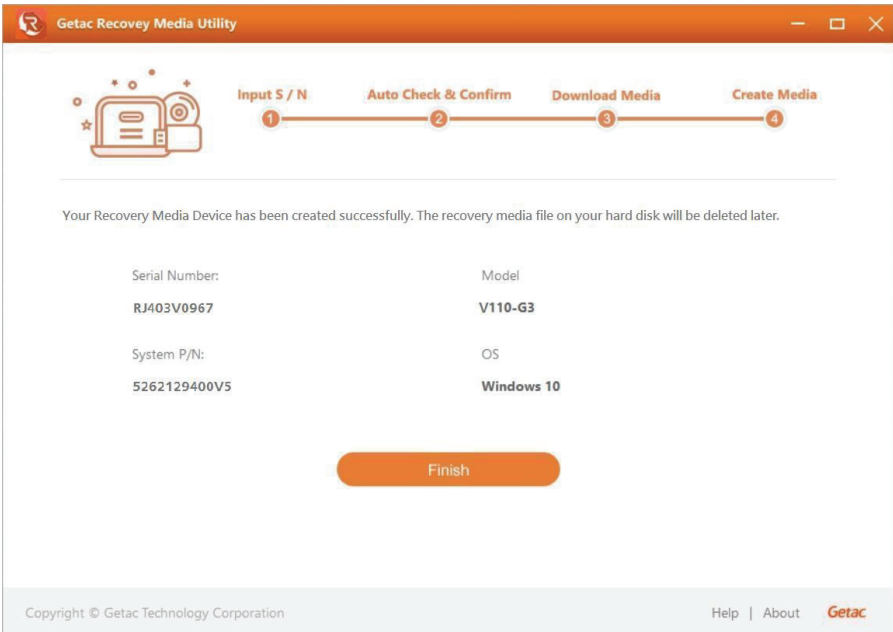 Getac Recovey Media Utility
Input S / N
Auto Check & Confirm
Download Media
Create Media
1
2
3
4
Your Recovery Media Device has been created successfully. The recovery media file on your hard disk will be deleted later.
Serial Number:
Model
RJ403V0967
V110-G3
System P/N:
OS
5262129400V5
Windows 10
Finish
Copyright © Getac Technology Corporation
Help | About
Getac